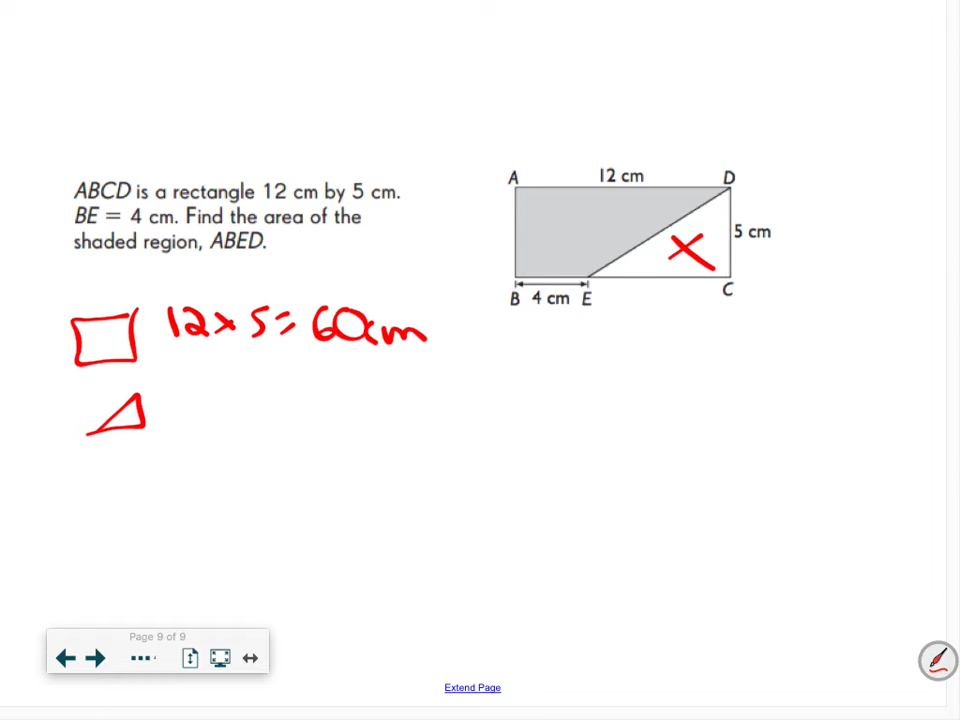 A
12 cm
D
ABCD is a rectangle 12 cm by 5 cm.
BE = 4 cm. Find the area of the
shaded region, ABED.
5 cm
B 4 cm E
C
12 × 5 = 60cm
Page 9 of 9
Extend Page